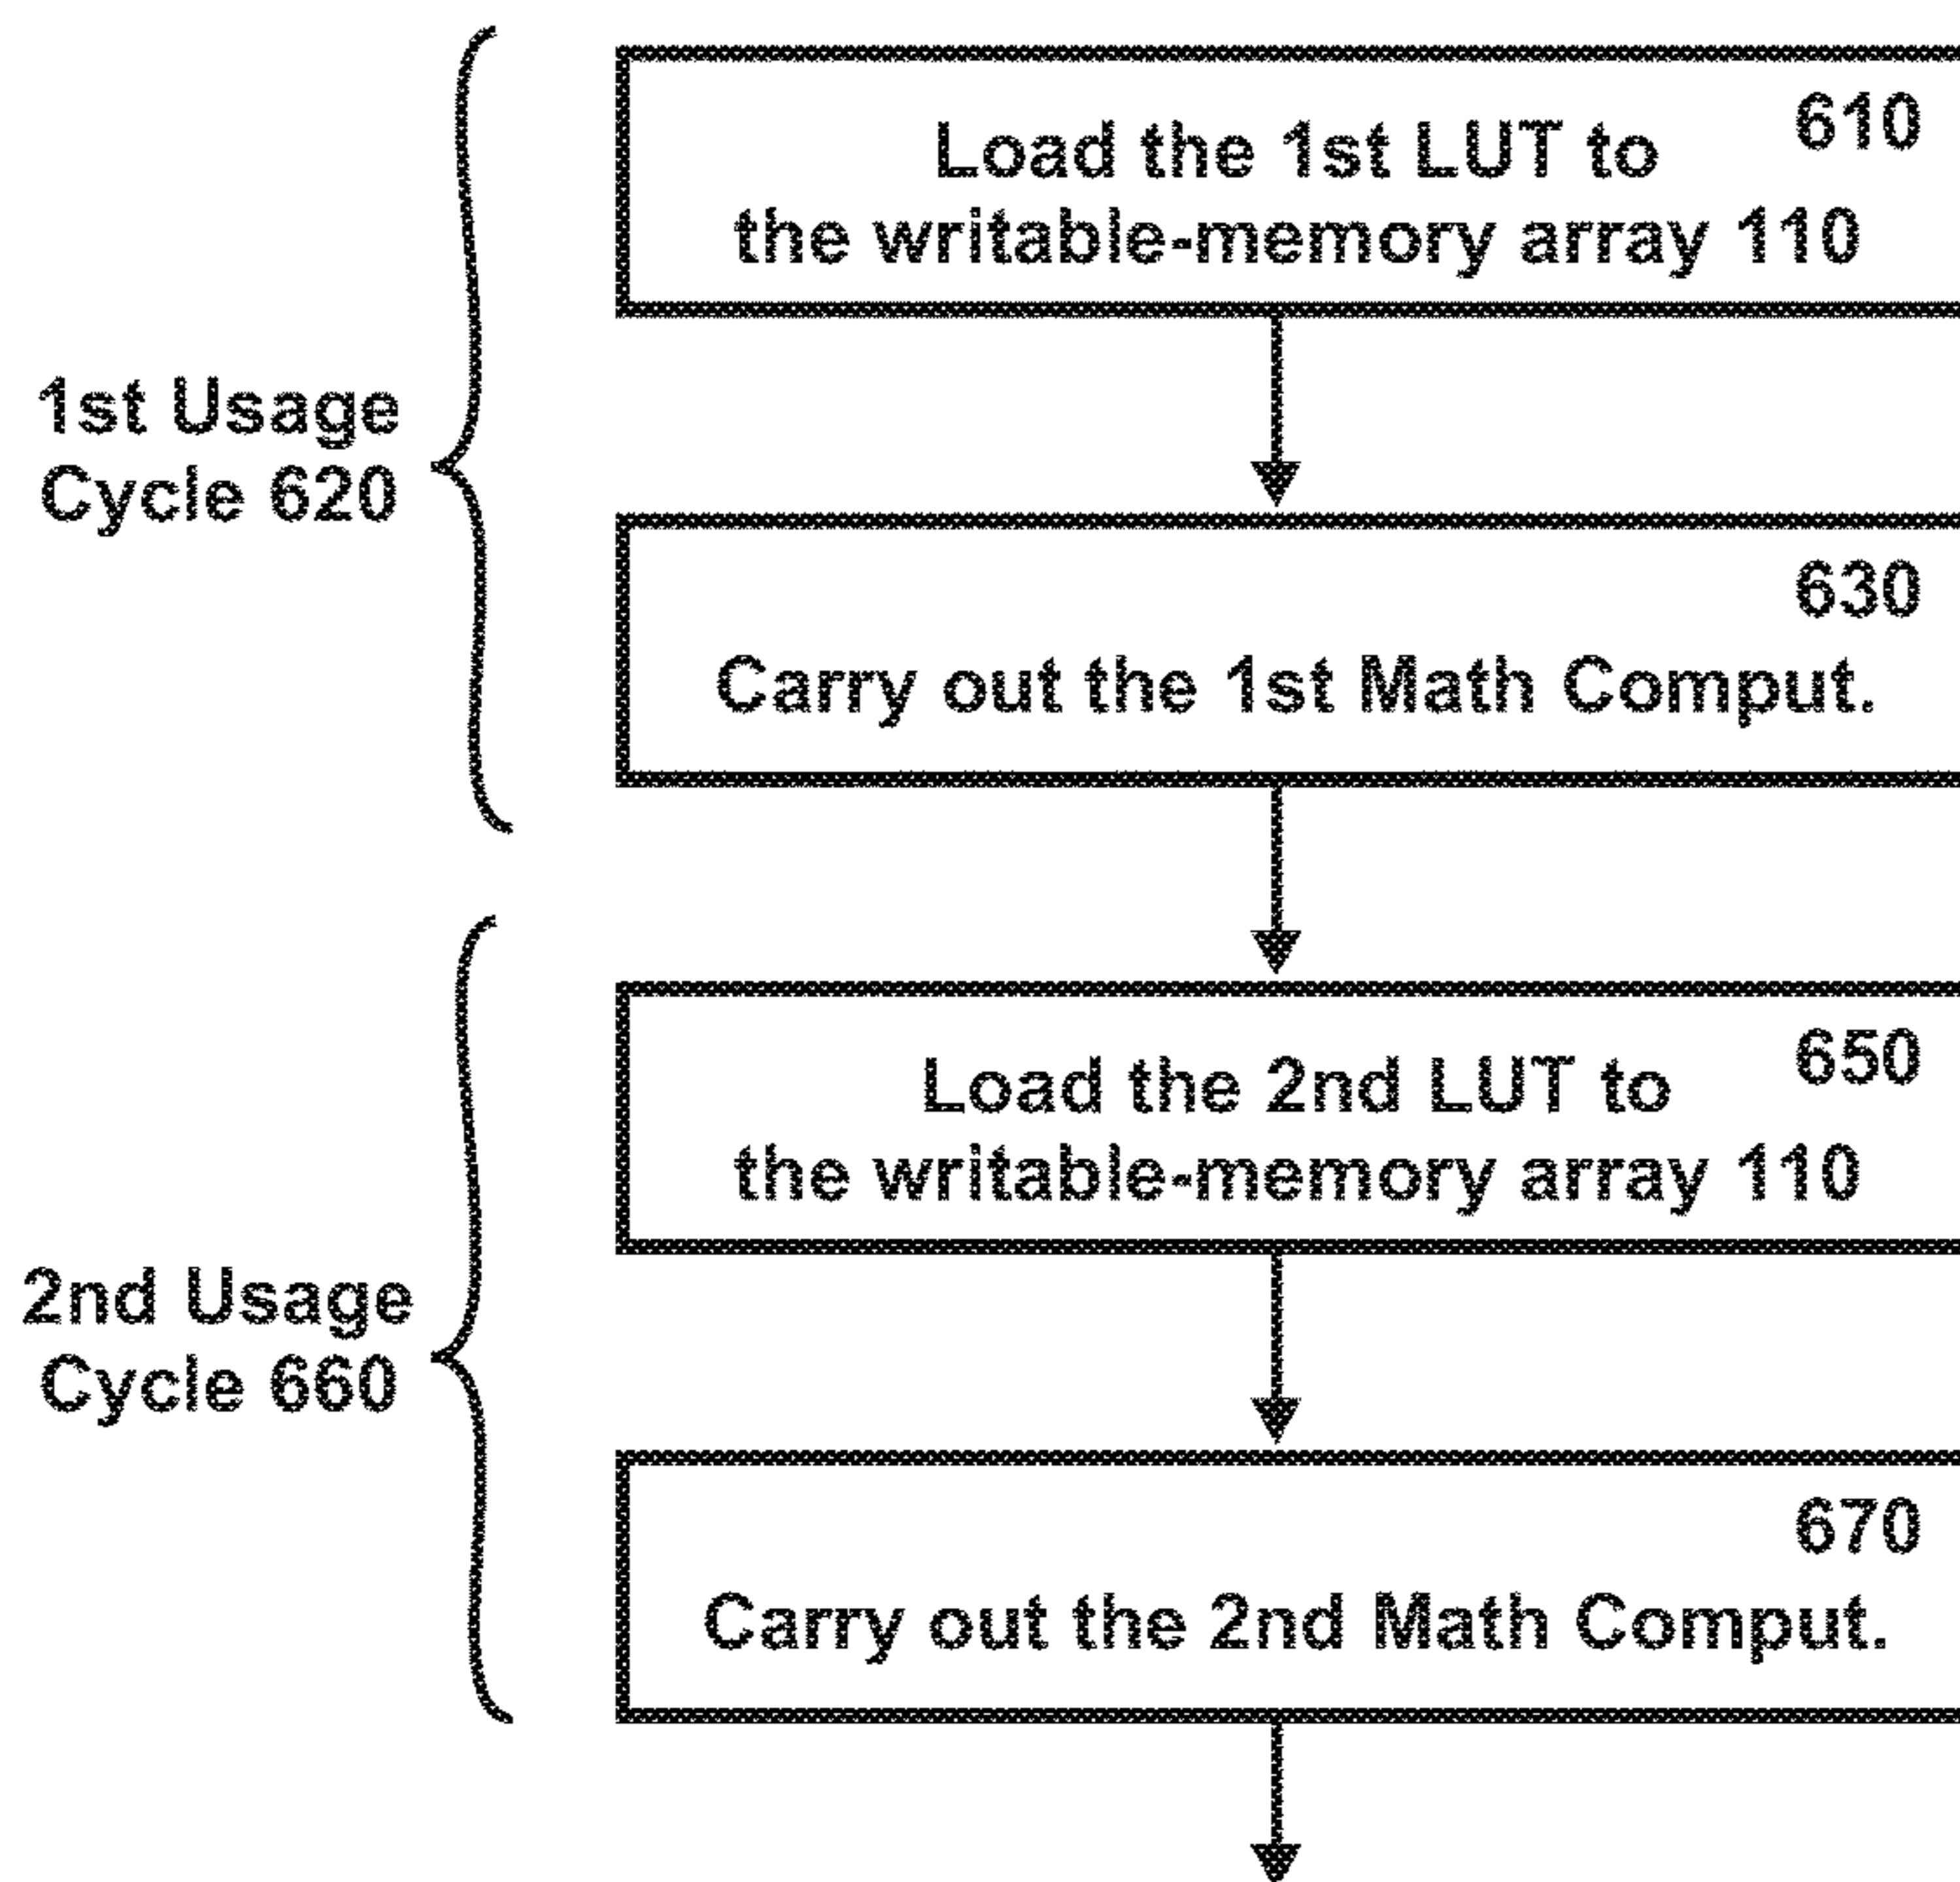 610
Load the 1st LUT to
the writable-memory array 110
1st Usage
Cycle 620
630
Carry out the 1st Math Comput.
650
Load the 2nd LUT to
the writable-memory array 110
2nd Usage
Cycle 660
670
Carry out the 2nd Math Comput.